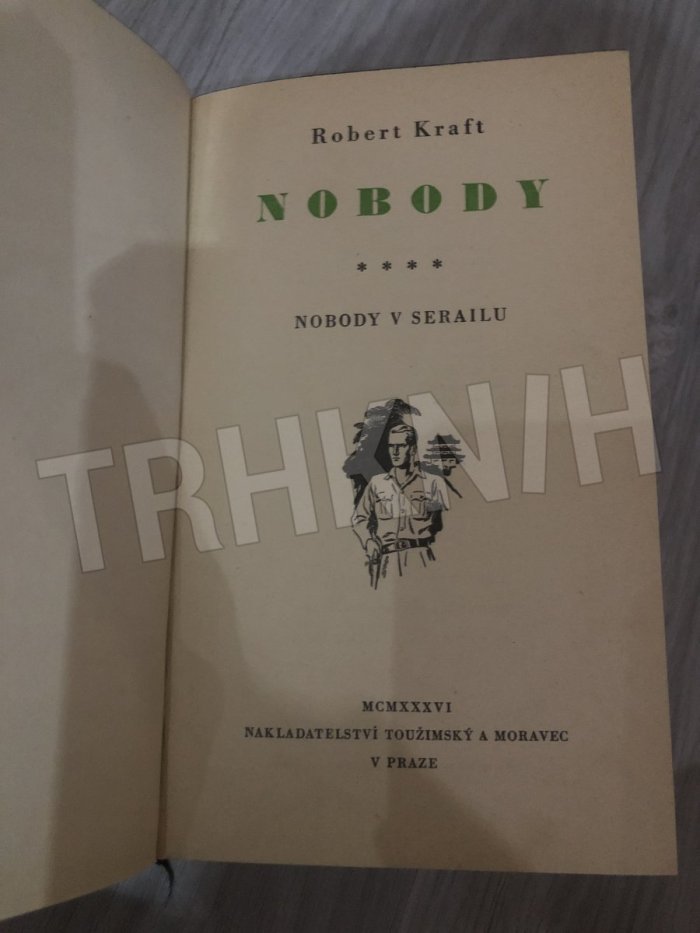 Robert Kraft
NOBODY
* * * *
NOBODY V SERAILU
TRHKNIH
MCMXXXVI
NAKLADATELSTVÍ TOUŽIMSKÝ A MORAVEC
V PRAZE